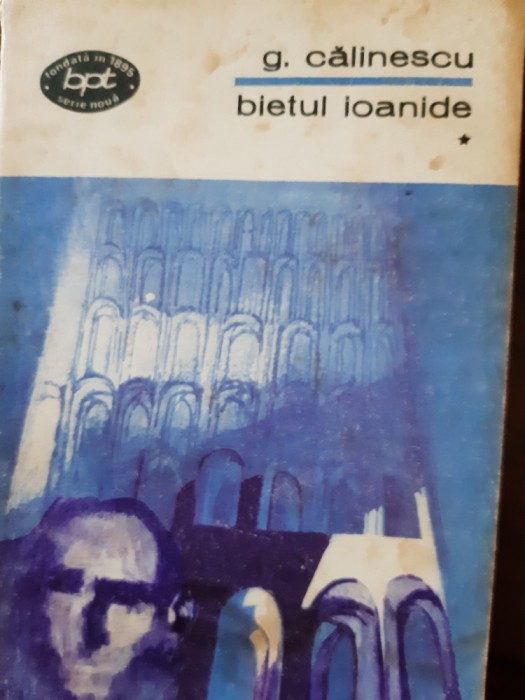 fondată în 1895
bpt
serie nouă
g. călinescu
bietul ioanide
*